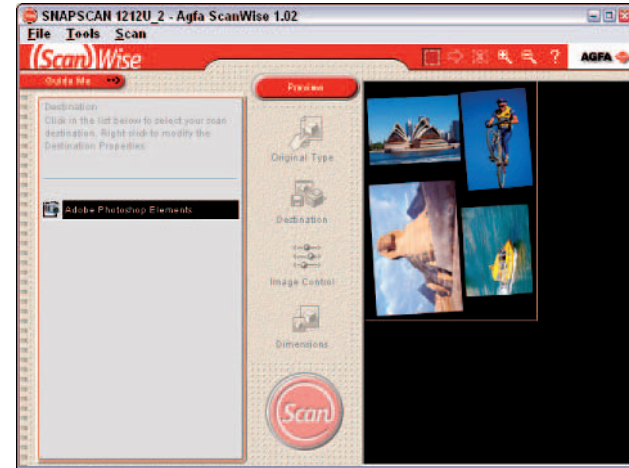 SNAPSCAN 1212U_2 - Agfa ScanWise 1.02
File Tools Scan
(Scan)Wise
AGFA
Guide Me
Preview
Destination
Click in the list below to select your scan
destination. Right click to modify the
Destination Properties
Adobe Photoshop Elements
Original Type
Destination
Image Control
Dimensions
Scan